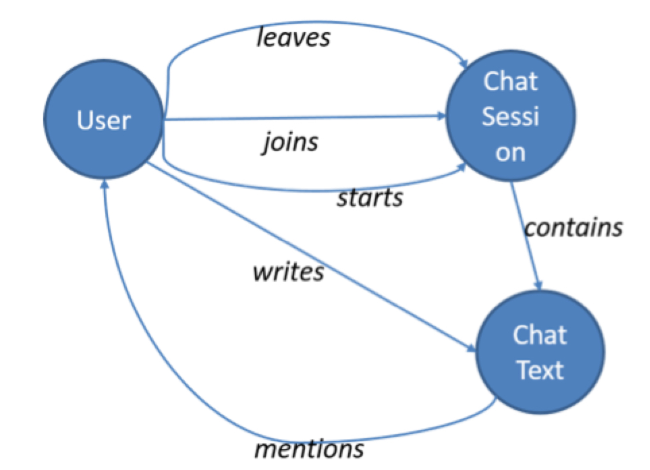 leaves
User
Chat
Sessi
on
joins
starts
contains
writes
Chat
Text
mentions